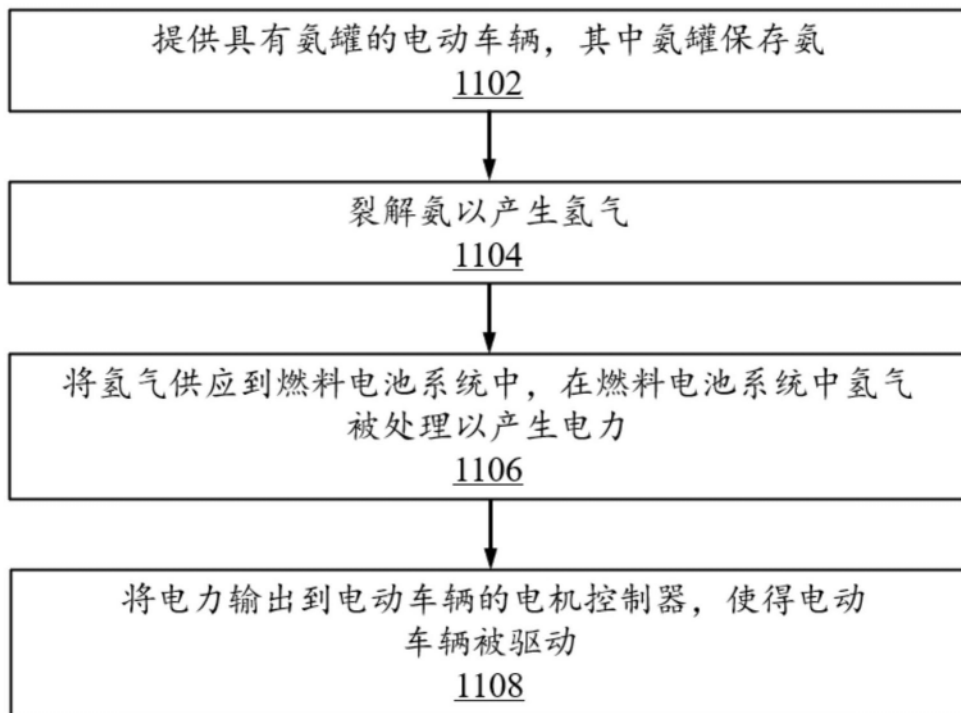 提供具有氨罐的电动车辆，其中氨罐保存氨
1102
裂解氨以产生氢气
1104
将氢气供应到燃料电池系统中，在燃料电池系统中氢气
被处理以产生电力
1106
将电力输出到电动车辆的电机控制器，使得电动
车辆被驱动
1108